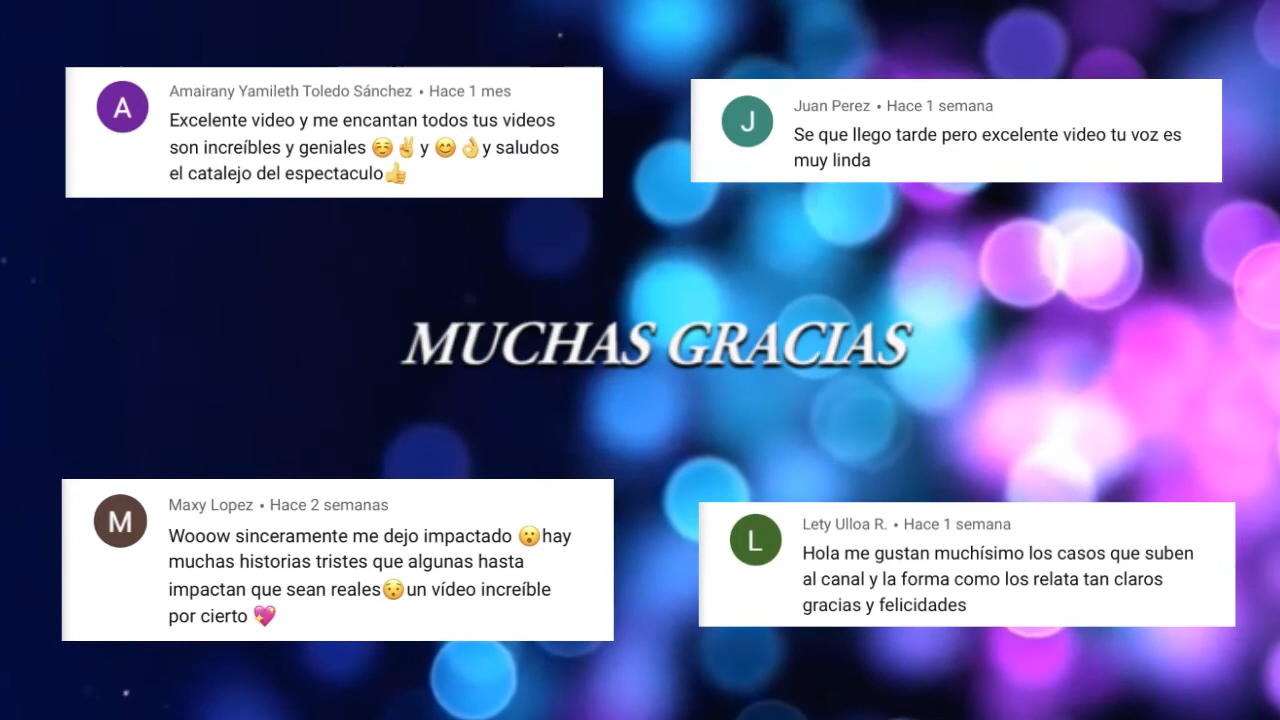 A
Amairany Yamileth Toledo Sánchez • Hace 1 mes
Excelente video y me encantan todos tus videos
son increíbles y geniales ☺️✌️y 😊👌y saludos
el catalejo del espectaculo👍
J
Juan Perez • Hace 1 semana
Se que llego tarde pero excelente video tu voz es
muy linda
MUCHAS GRACIAS
M
Maxy Lopez • Hace 2 semanas
Wooow sinceramente me dejo impactado 😮hay
muchas historias tristes que algunas hasta
impactan que sean reales😯un vídeo increíble
por cierto 💖
L
Lety Ulloa R. • Hace 1 semana
Hola me gustan muchísimo los casos que suben
al canal y la forma como los relata tan claros
gracias y felicidades